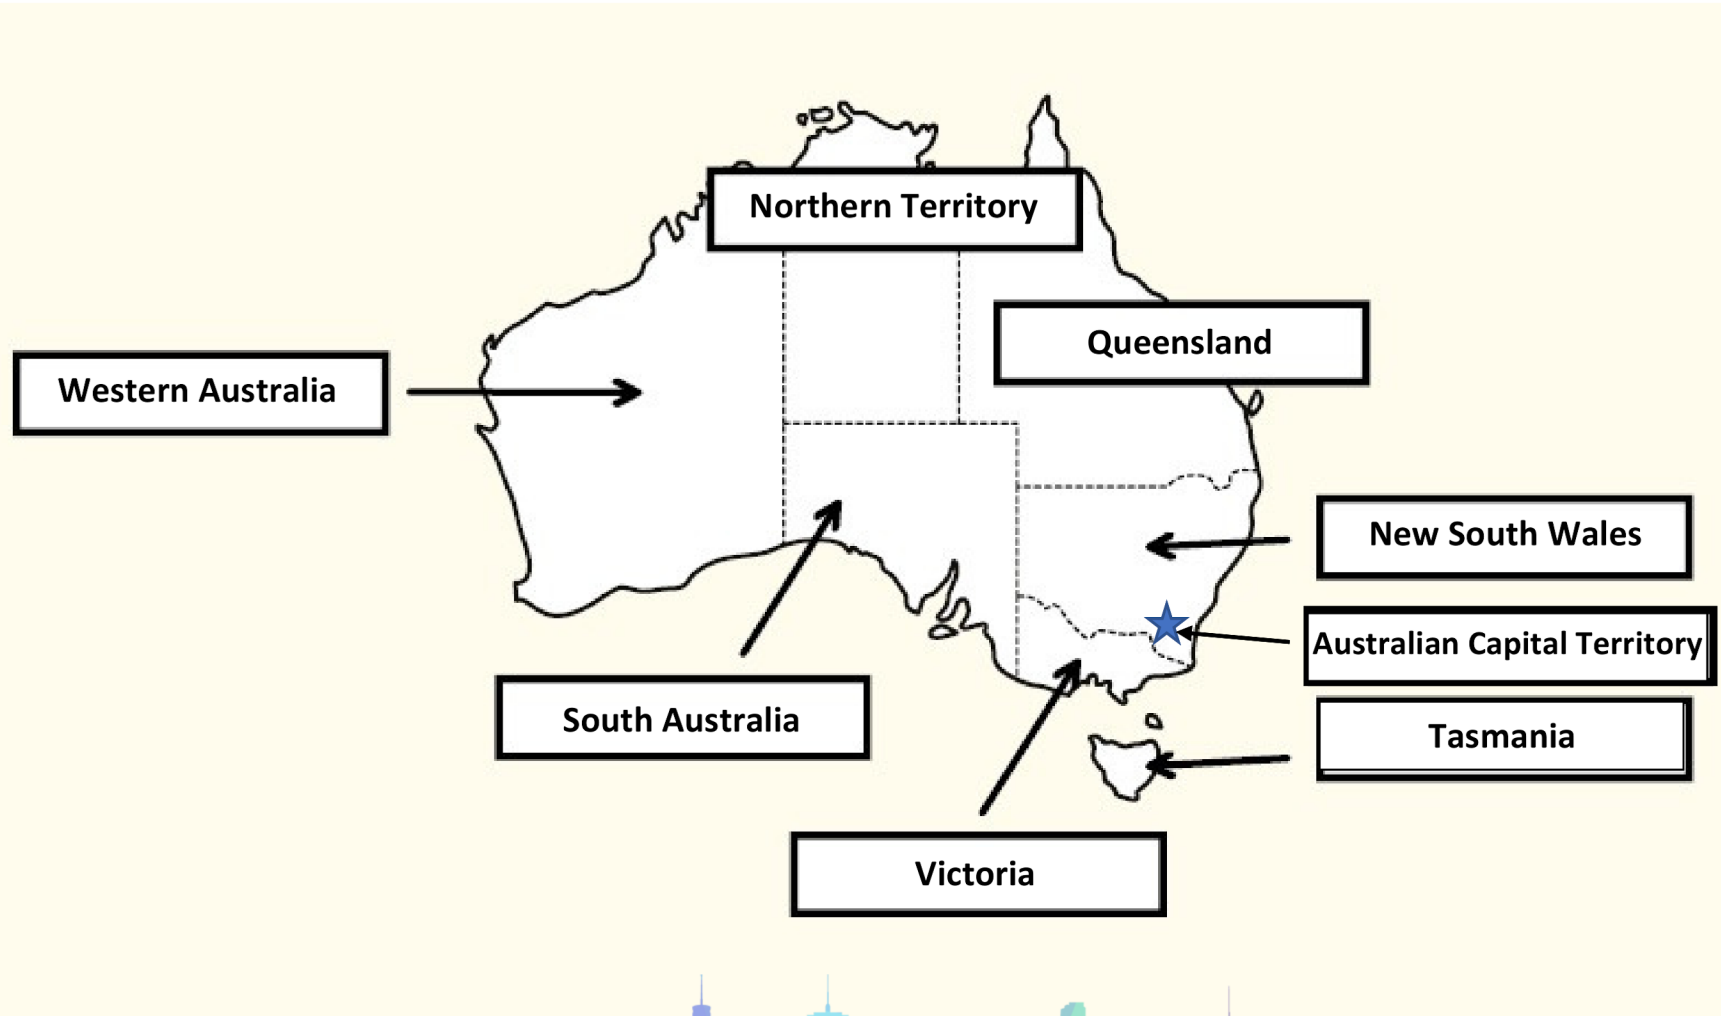 Northern Territory
Queensland
Western Australia
New South Wales
Australian Capital Territory
South Australia
Tasmania
Victoria